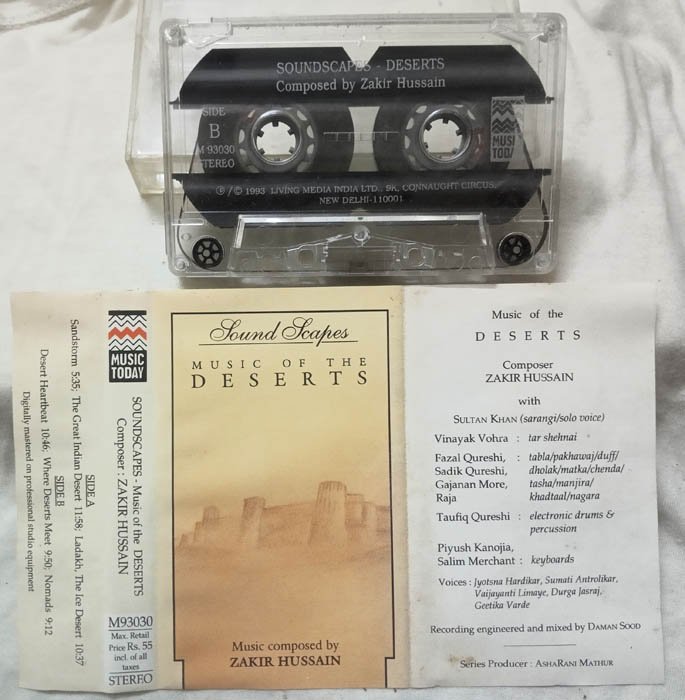 SOUNDSCAPES - DESERTS
Composed by Zakir Hussain
SIDE
B
M 93030
STEREO
MUSIC
TODAY
℗/© 1993 LIVING MEDIA INDIA LTD., 9K, CONNAUGHT CIRCUS,
NEW DELHI-110001
SIDE A
Sandstorm 5:35; The Great Indian Desert 11:58; Ladakh, The Ice Desert 10:37
SIDE B
Desert Heartbeat 10:46; Where Deserts Meet 9:50; Nomads 9:12
Digitally mastered on professional studio equipment
MUSIC
TODAY
SOUNDSCAPES - Music of the DESERTS
Composer : ZAKIR HUSSAIN
M93030
Max. Retail
Price Rs. 55
incl. of all
taxes
STEREO
Sound Scapes
MUSIC OF THE
DESERTS
Music composed by
ZAKIR HUSSAIN
Music of the
DESERTS
Composer
ZAKIR HUSSAIN
with
SULTAN KHAN (sarangi/solo voice)
Vinayak Vohra : tar shehnai
Fazal Qureshi, : tabla/pakhawaj/duff/
Sadik Qureshi, dholak/matka/chenda/
Gajanan More, tasha/manjira/
Raja khadtaal/nagara
Taufiq Qureshi : electronic drums &
percussion
Piyush Kanojia,
Salim Merchant : keyboards
Voices : Jyotsna Hardikar, Sumati Antrolikar,
Vaijayanti Limaye, Durga Jasraj,
Geetika Varde
Recording engineered and mixed by DAMAN SOOD
Series Producer : ASHARANI MATHUR